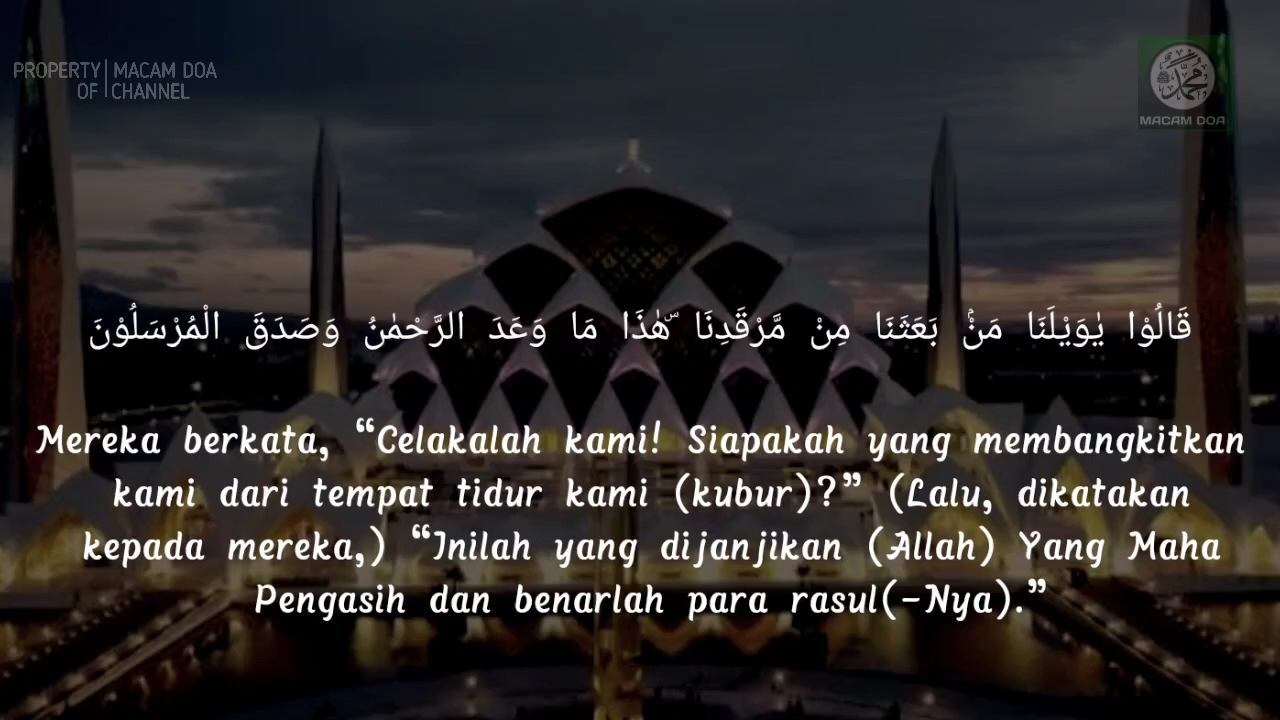 PROPERTY OF
MACAM DOA CHANNEL
MACAM DOA
قَالُوْا يٰوَيْلَنَا مَنْۢ بَعَثَنَا مِنْ مَّرْقَدِنَا ۜهٰذَا مَا وَعَدَ الرَّحْمٰنُ وَصَدَقَ الْمُرْسَلُوْنَ
Mereka berkata, “Celakalah kami! Siapakah yang membangkitkan
kami dari tempat tidur kami (kubur)?” (Lalu, dikatakan
kepada mereka,) “Inilah yang dijanjikan (Allah) Yang Maha
Pengasih dan benarlah para rasul(-Nya).”